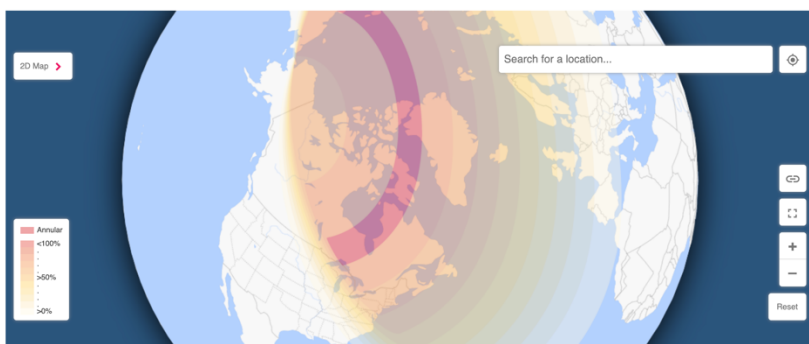 2D Map
Search for a location...
Annular
<100%
>50%
>0%
Reset